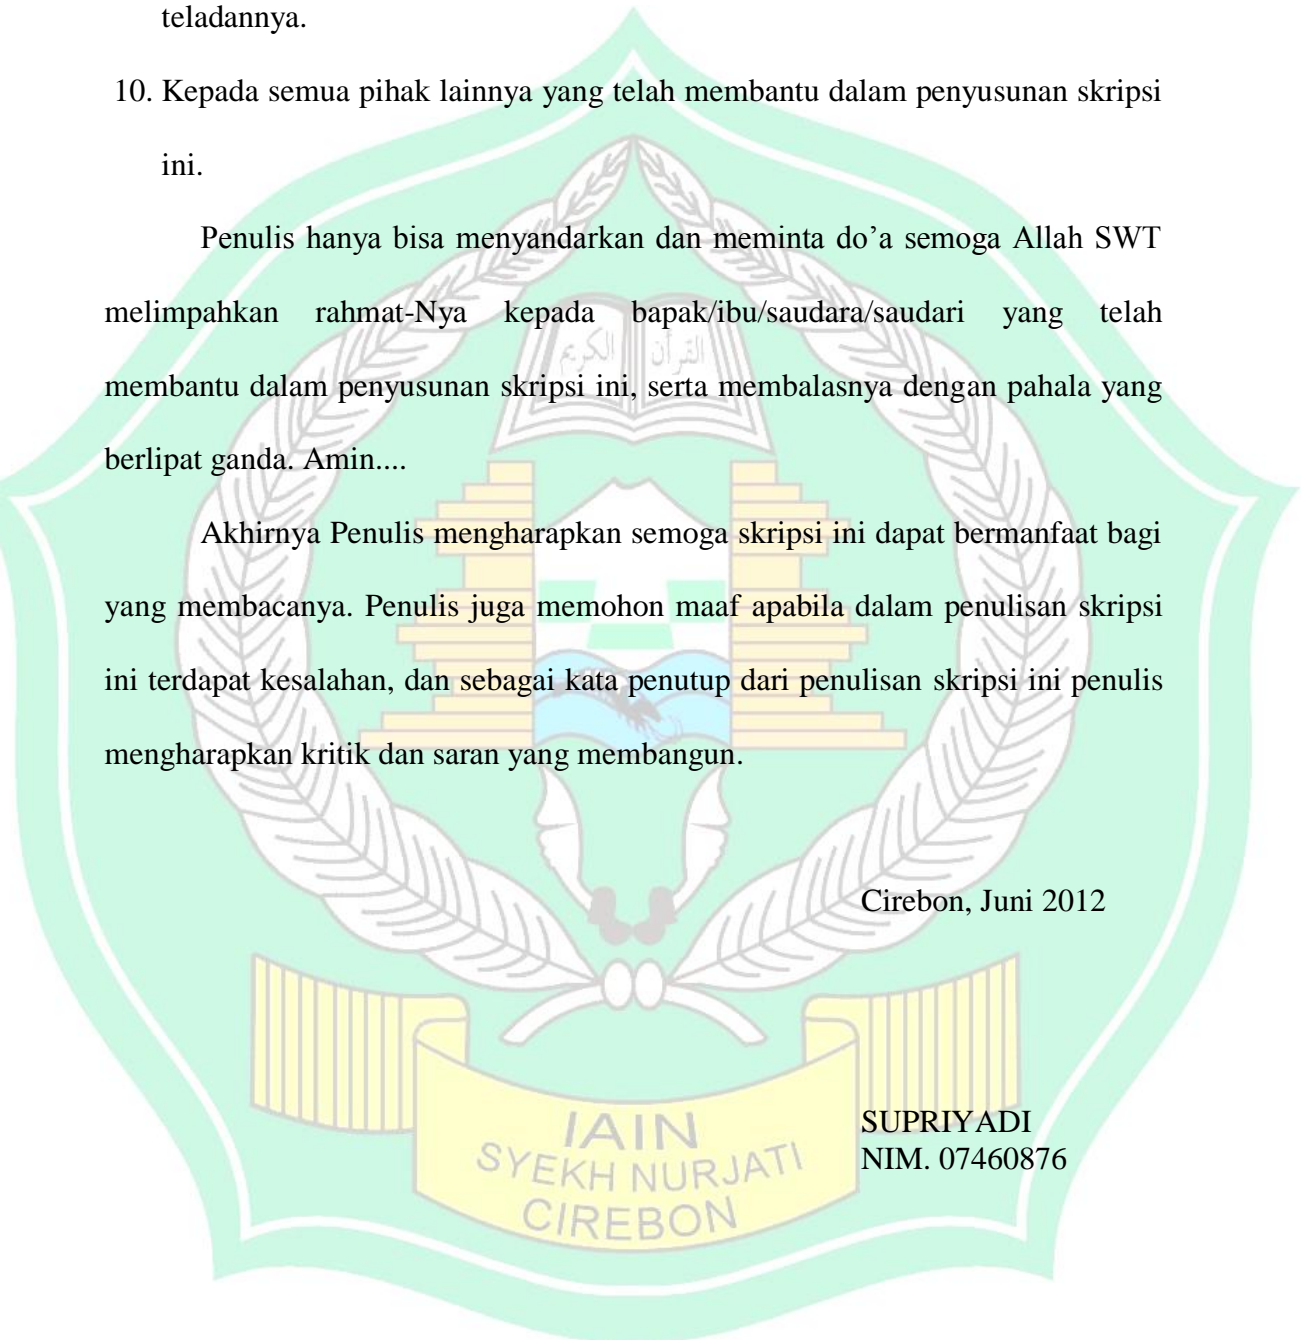 teladannya.
10. Kepada semua pihak lainnya yang telah membantu dalam penyusunan skripsi
ini.
Penulis hanya bisa menyandarkan dan meminta do’a semoga Allah SWT
melimpahkan rahmat-Nya kepada bapak/ibu/saudara/saudari yang telah
القرآن الكريم
membantu dalam penyusunan skripsi ini, serta membalasnya dengan pahala yang
berlipat ganda. Amin....
Akhirnya Penulis mengharapkan semoga skripsi ini dapat bermanfaat bagi
yang membacanya. Penulis juga memohon maaf apabila dalam penulisan skripsi
ini terdapat kesalahan, dan sebagai kata penutup dari penulisan skripsi ini penulis
mengharapkan kritik dan saran yang membangun.
Cirebon, Juni 2012
SUPRIYADI
NIM. 07460876
IAIN
SYEKH NURJATI
CIREBON